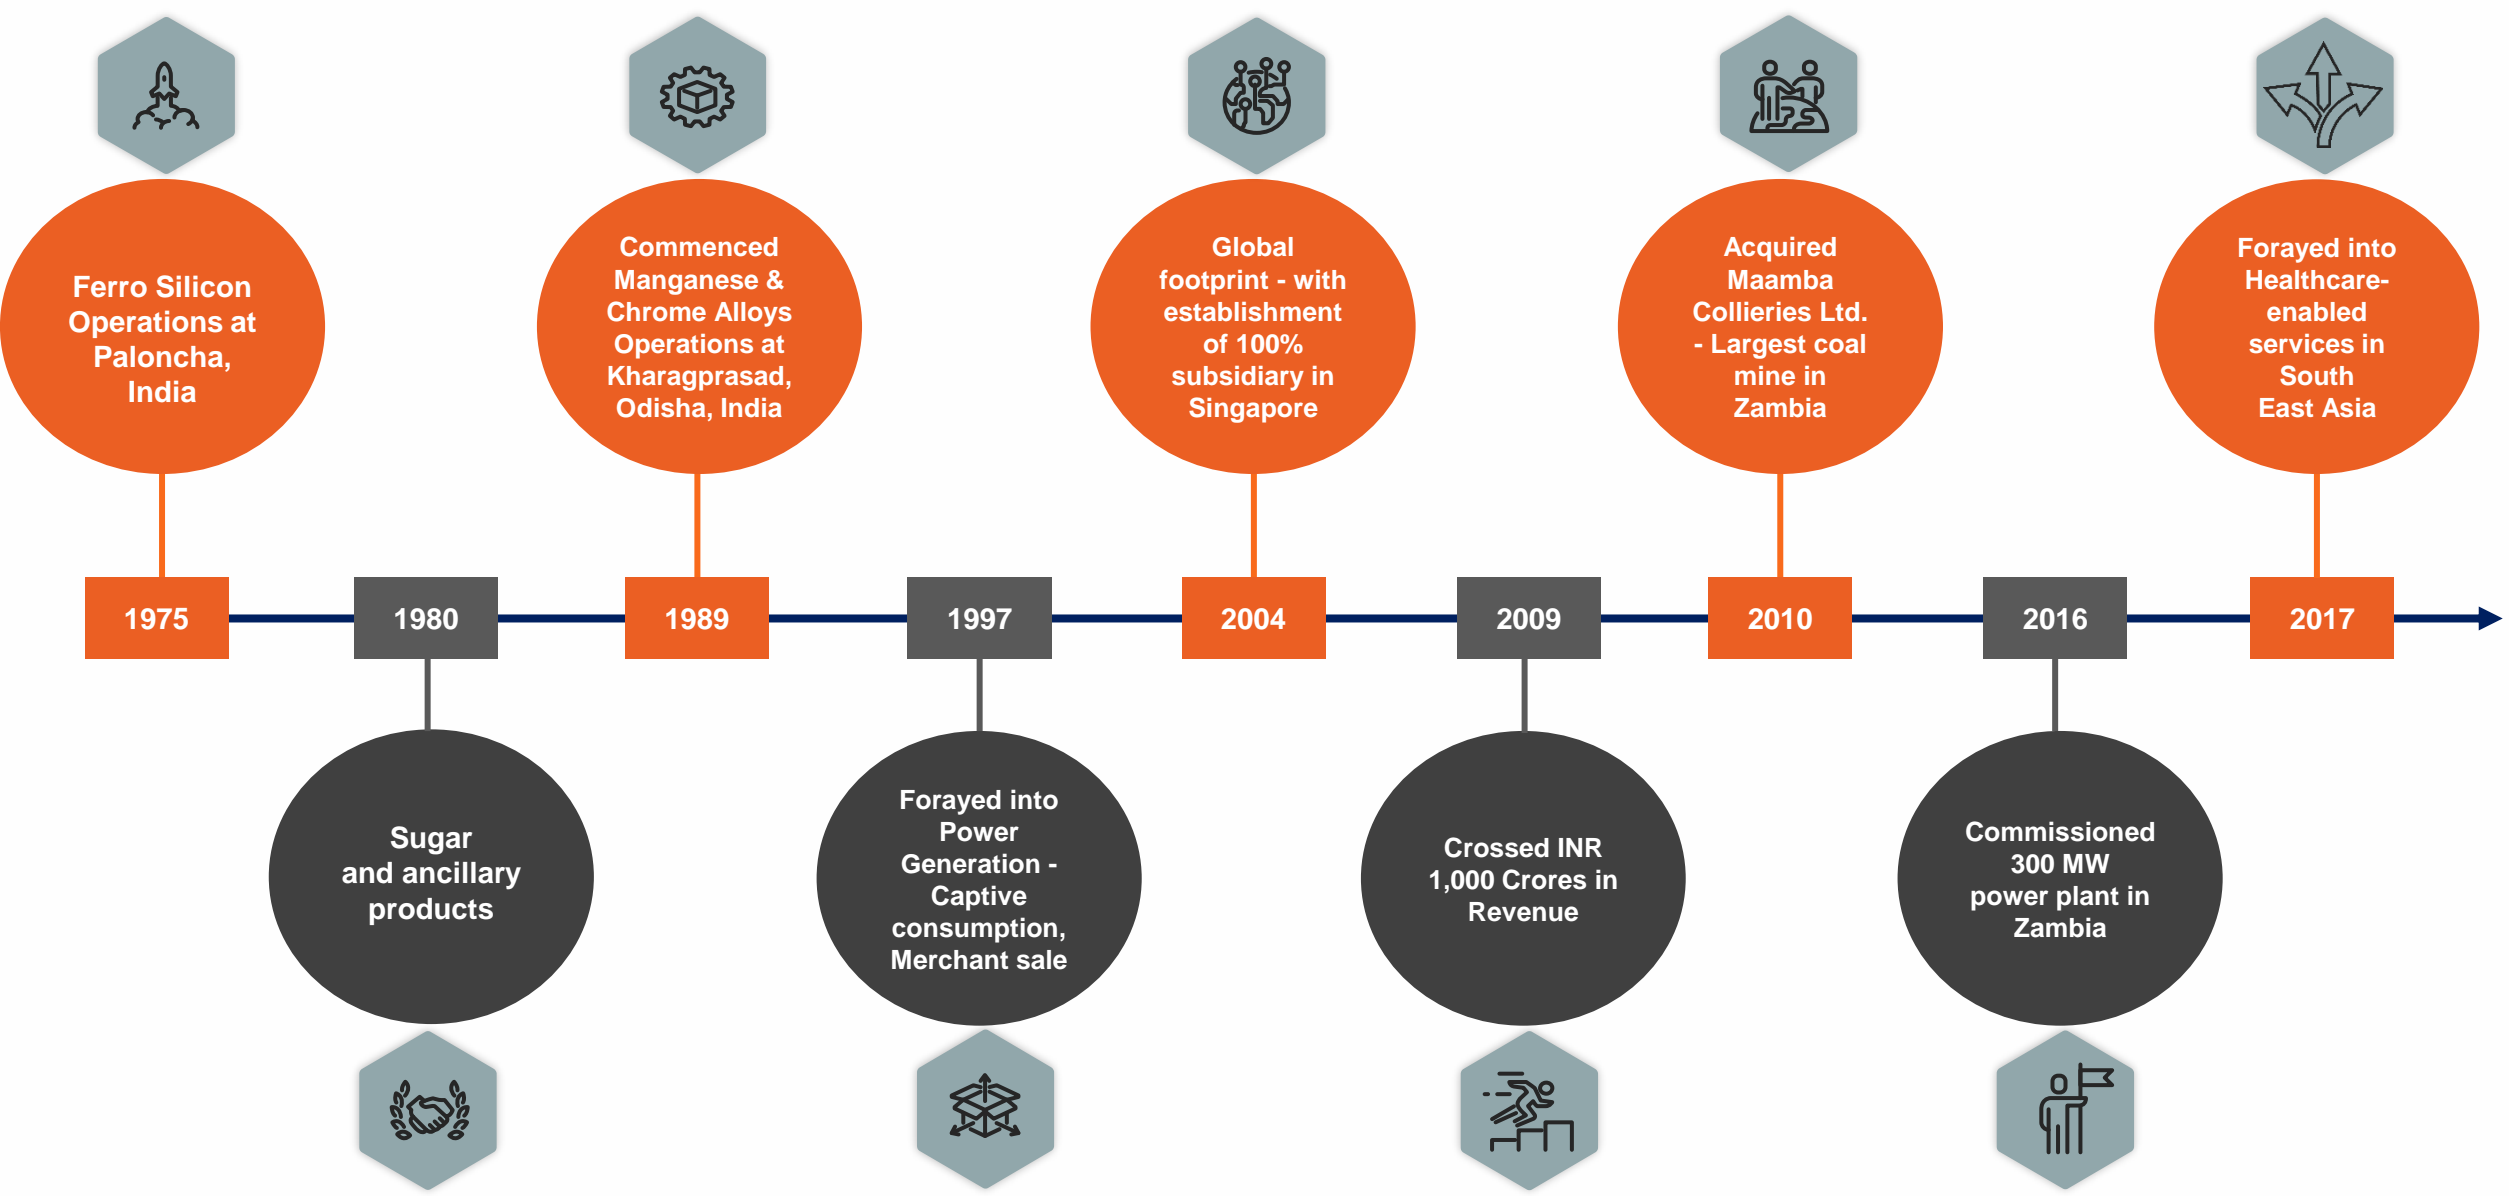 Ferro Silicon
Operations at
Paloncha,
India
Commenced
Manganese &
Chrome Alloys
Operations at
Kharagprasad,
Odisha, India
Global
footprint - with
establishment
of 100%
subsidiary in
Singapore
Acquired
Maamba
Collieries Ltd.
- Largest coal
mine in
Zambia
Forayed into
Healthcare-
enabled
services in
South
East Asia
1975
1980
1989
1997
2004
2009
2010
2016
2017
Sugar
and ancillary
products
Forayed into
Power
Generation -
Captive
consumption,
Merchant sale
Crossed INR
1,000 Crores in
Revenue
Commissioned
300 MW
power plant in
Zambia